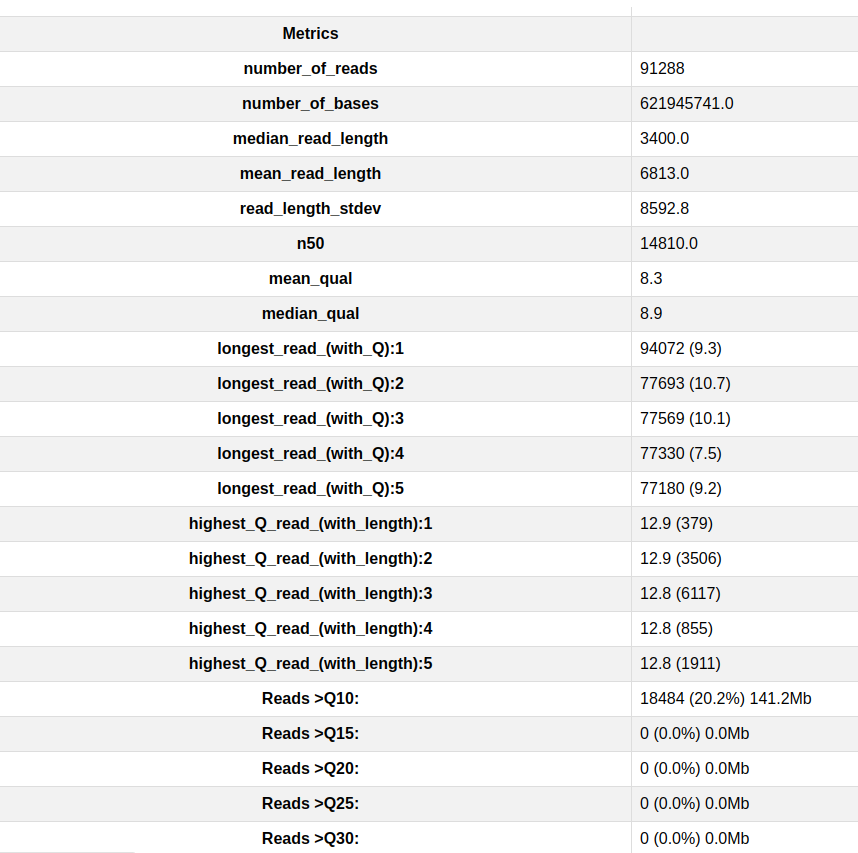 Metrics
number_of_reads 91288
number_of_bases 621945741.0
median_read_length 3400.0
mean_read_length 6813.0
read_length_stdev 8592.8
n50 14810.0
mean_qual 8.3
median_qual 8.9
longest_read_(with_Q):1 94072 (9.3)
longest_read_(with_Q):2 77693 (10.7)
longest_read_(with_Q):3 77569 (10.1)
longest_read_(with_Q):4 77330 (7.5)
longest_read_(with_Q):5 77180 (9.2)
highest_Q_read_(with_length):1 12.9 (379)
highest_Q_read_(with_length):2 12.9 (3506)
highest_Q_read_(with_length):3 12.8 (6117)
highest_Q_read_(with_length):4 12.8 (855)
highest_Q_read_(with_length):5 12.8 (1911)
Reads >Q10: 18484 (20.2%) 141.2Mb
Reads >Q15: 0 (0.0%) 0.0Mb
Reads >Q20: 0 (0.0%) 0.0Mb
Reads >Q25: 0 (0.0%) 0.0Mb
Reads >Q30: 0 (0.0%) 0.0Mb